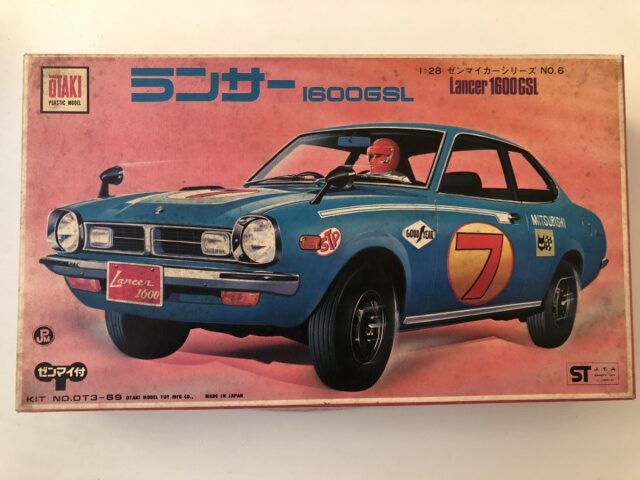 OTAKI
PLASTIC MODEL
ランサー 1600GSL
1:28 ゼンマイカーシリーズ NO.6
Lancer 1600GSL
STP
GOODYEAR
7
MITSUBISHI
Lancer
1600
PJM
ゼンマイ付
ST
J.T.A
KIT NO.OT3-69 OTAKI MODEL TOY MFG CO., MADE IN JAPAN